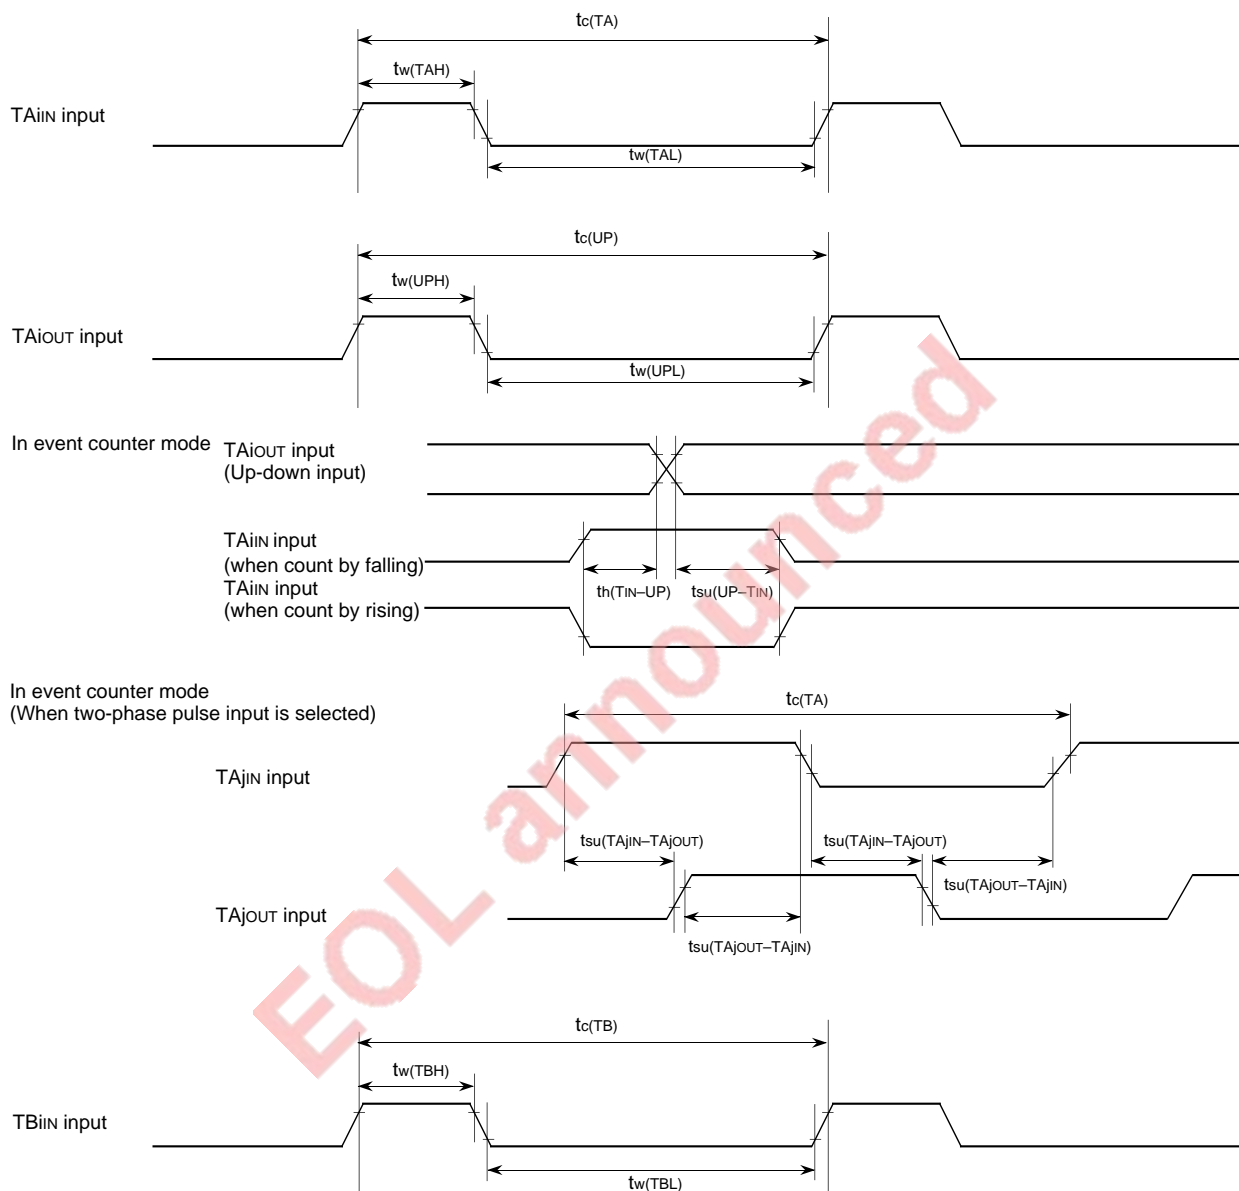 tc(TA)
tw(TAH)
TAiIN input
tw(TAL)
tc(UP)
tw(UPH)
TAiOUT input
tw(UPL)
In event counter mode
TAiOUT input
(Up-down input)
TAiIN input
(when count by falling)
th(TIN–UP)
tsu(UP–TIN)
TAiIN input
(when count by rising)
In event counter mode
(When two-phase pulse input is selected)
tc(TA)
TAjIN input
tsu(TAjIN–TAjOUT)
tsu(TAjIN–TAjOUT)
tsu(TAjOUT–TAjIN)
TAjOUT input
tsu(TAjOUT–TAjIN)
tc(TB)
tw(TBH)
TBiIN input
tw(TBL)
EOL announced